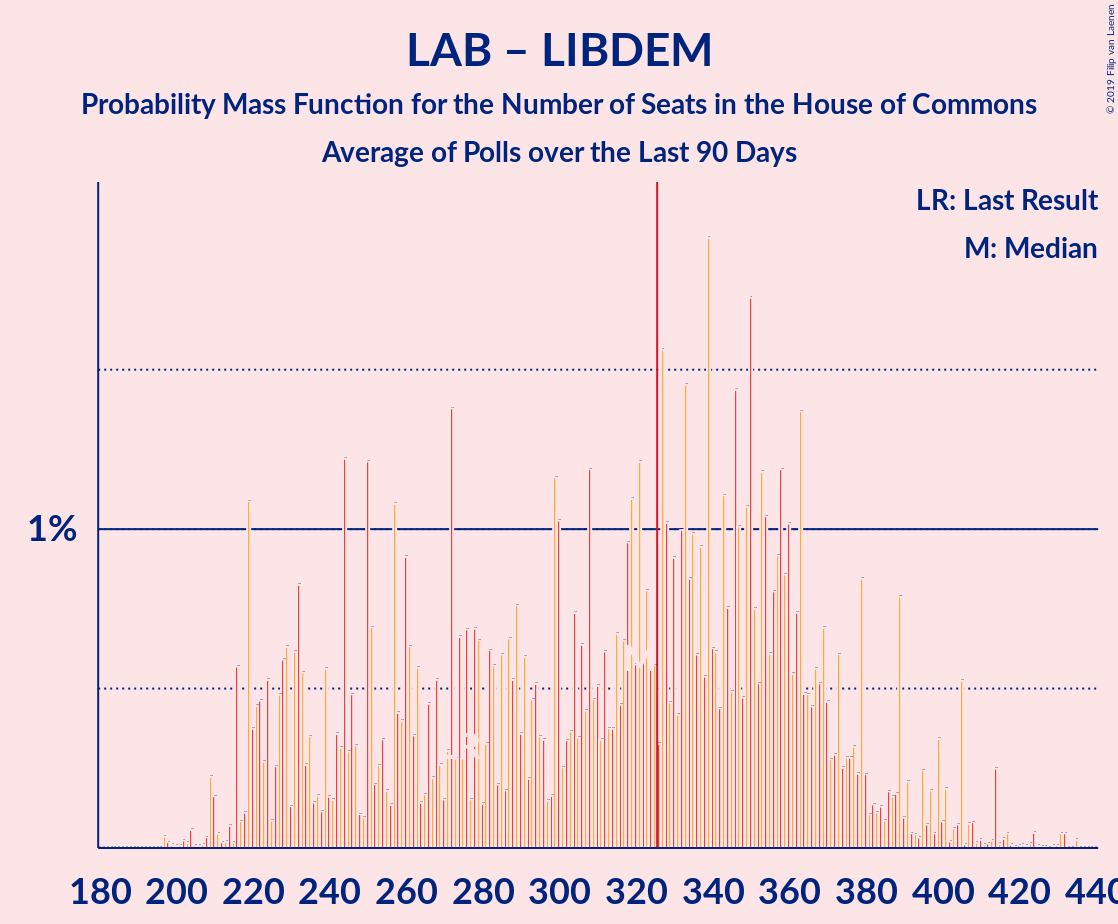 LAB – LIBDEM
Probability Mass Function for the Number of Seats in the House of Commons
Average of Polls over the Last 90 Days
© 2019 Filip van Laenen
LR: Last Result
M: Median
1%
180 200 220 240 260 280 300 320 340 360 380 400 420 440